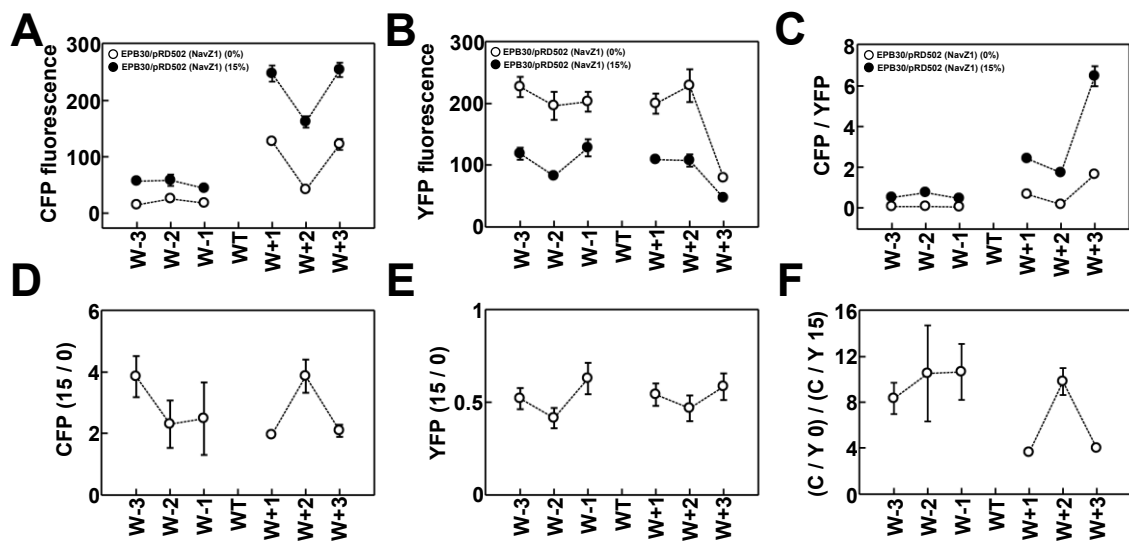 A
CFP fluorescence
300
200
100
0
EPB30/pRD502 (NavZ1) (0%)
EPB30/pRD502 (NavZ1) (15%)
W-3
W-2
W-1
WT
W+1
W+2
W+3
B
YFP fluorescence
300
200
100
0
EPB30/pRD502 (NavZ1) (0%)
EPB30/pRD502 (NavZ1) (15%)
W-3
W-2
W-1
WT
W+1
W+2
W+3
C
CFP / YFP
8
6
4
2
0
EPB30/pRD502 (NavZ1) (0%)
EPB30/pRD502 (NavZ1) (15%)
W-3
W-2
W-1
WT
W+1
W+2
W+3
D
CFP (15 / 0)
6
4
2
0
W-3
W-2
W-1
WT
W+1
W+2
W+3
E
YFP (15 / 0)
1
0.5
0
W-3
W-2
W-1
WT
W+1
W+2
W+3
F
(C / Y 0) / (C / Y 15)
16
12
8
4
0
W-3
W-2
W-1
WT
W+1
W+2
W+3